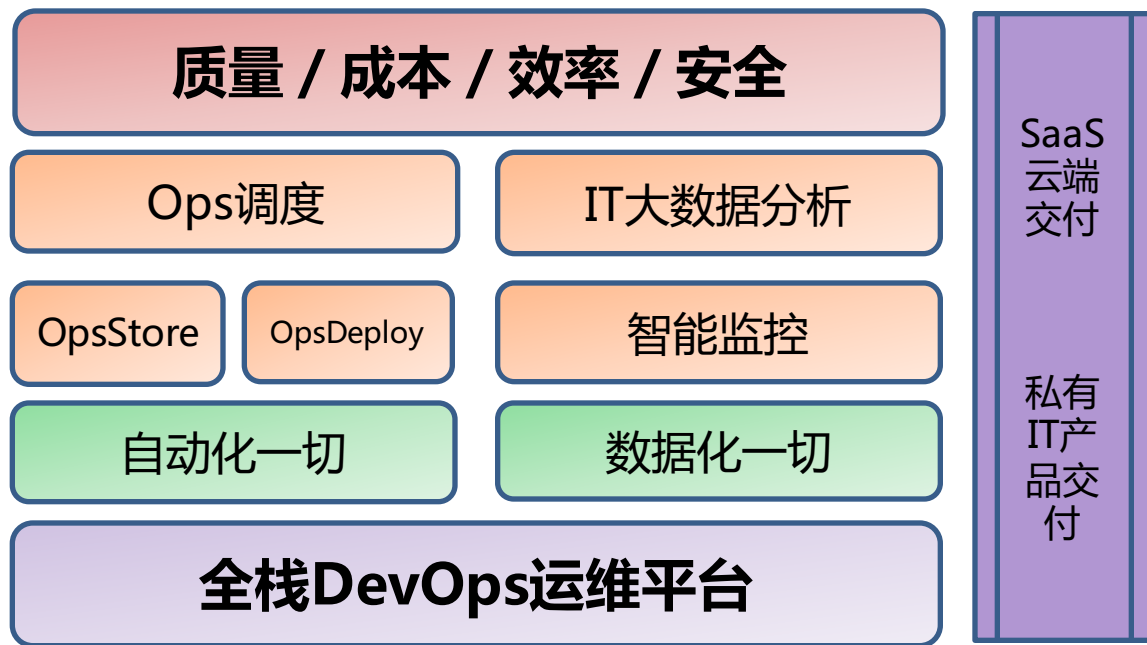 质量 / 成本 / 效率 / 安全
Ops调度
IT大数据分析
OpsStore
OpsDeploy
智能监控
自动化一切
数据化一切
全栈DevOps运维平台
SaaS
云端
交付
私有
IT产
品交
付